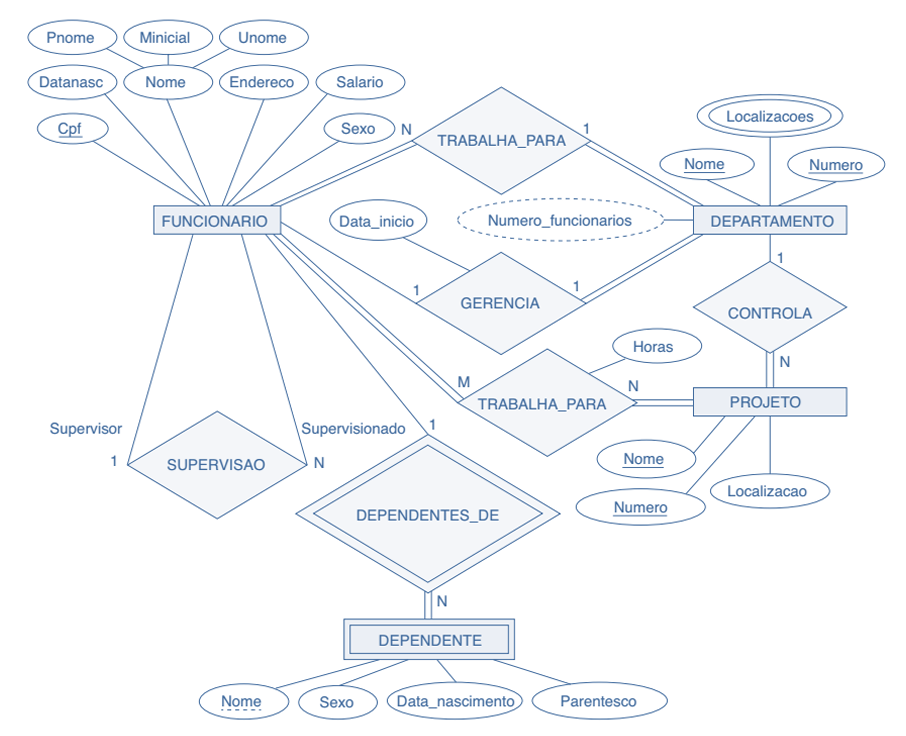 Pnome
Minicial
Unome
Datanasc
Nome
Endereco
Salario
Cpf
Sexo
N
TRABALHA_PARA
1
Localizacoes
Nome
Numero
FUNCIONARIO
Data_inicio
Numero_funcionarios
DEPARTAMENTO
1
GERENCIA
1
1
CONTROLA
N
Horas
M
TRABALHA_PARA
N
PROJETO
Supervisor
Supervisionado
1
1
SUPERVISAO
N
Nome
Numero
Localizacao
DEPENDENTES_DE
N
DEPENDENTE
Nome
Sexo
Data_nascimento
Parentesco